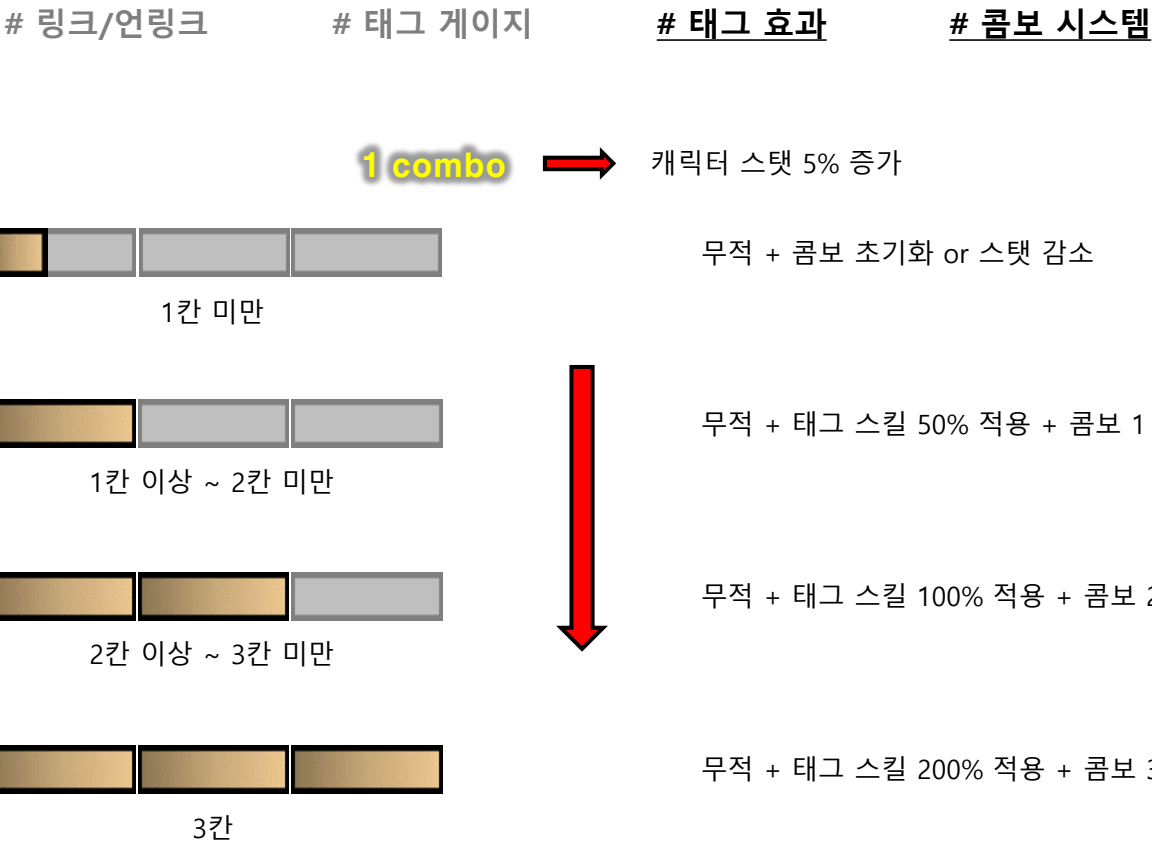 # 링크/언링크 # 태그 게이지 # 태그 효과 # 콤보 시스템
1 combo 캐릭터 스탯 5% 증가
무적 + 콤보 초기화 or 스탯 감소
1칸 미만
무적 + 태그 스킬 50% 적용 + 콤보 1
1칸 이상 ~ 2칸 미만
무적 + 태그 스킬 100% 적용 + 콤보 2
2칸 이상 ~ 3칸 미만
무적 + 태그 스킬 200% 적용 + 콤보 3
3칸